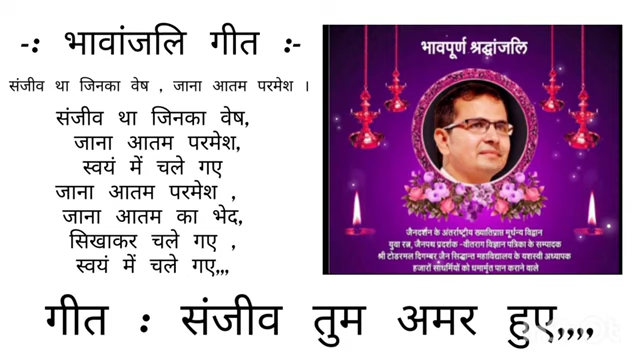 -: भावांजलि गीत :-
संजीव था जिनका वेष , जाना आतम परमेश ।
संजीव था जिनका वेष,
जाना आतम परमेश,
स्वयं में चले गए
जाना आतम परमेश ,
जाना आतम का भेद,
सिखाकर चले गए ,
स्वयं में चले गए,,,
भावपूर्ण श्रद्धांजलि
जैनदर्शन के अंतर्राष्ट्रीय ख्यातिप्राप्त मूर्धन्य विद्वान
युवा रत्न, जैनपथ प्रदर्शक -वीतराग विज्ञान पत्रिका के सम्पादक
श्री टोडरमल दिगम्बर जैन सिद्धान्त महाविद्यालय के यशस्वी अध्यापक
हजारों साधर्मियों को धर्मामृत पान कराने वाले
गीत : संजीव तुम अमर हुए,,,,